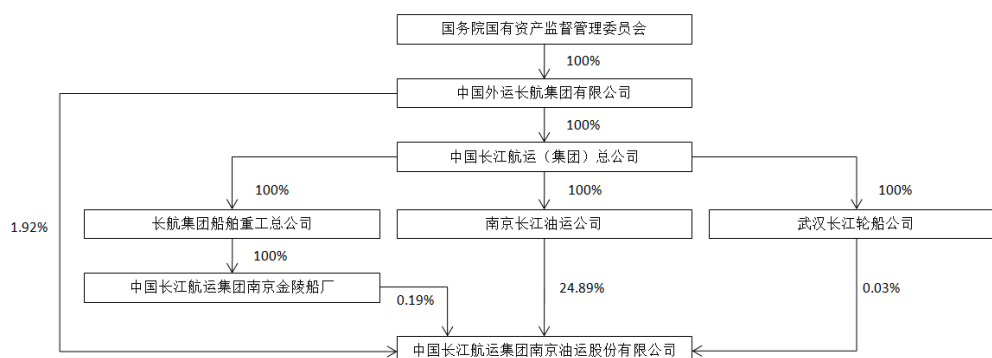 国务院国有资产监督管理委员会
100%
中国外运长航集团有限公司
100%
中国长江航运（集团）总公司
100%
100%
100%
1.92%
长航集团船舶重工总公司
南京长江油运公司
武汉长江轮船公司
100%
中国长江航运集团南京金陵船厂
0.19%
24.89%
0.03%
中国长江航运集团南京油运股份有限公司